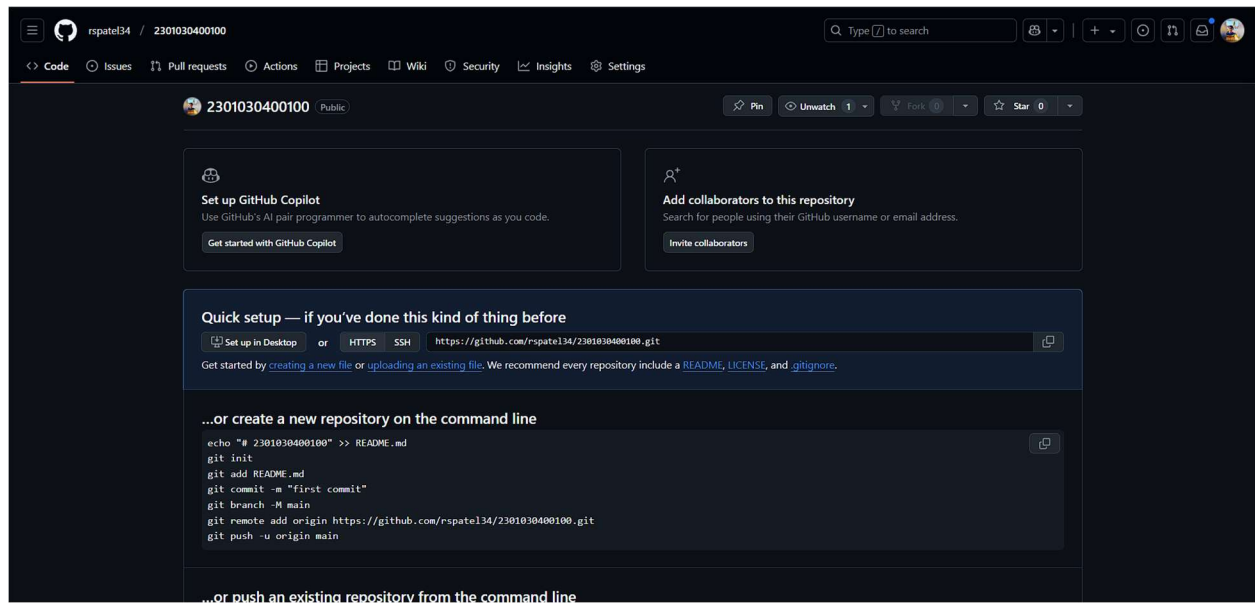 rspatel34 / 2301030400100
Type / to search
Code Issues Pull requests Actions Projects Wiki Security Insights Settings
2301030400100 Public
Pin Unwatch 1 Fork 0 Star 0
Set up GitHub Copilot
Use GitHub's AI pair programmer to autocomplete suggestions as you code.
Get started with GitHub Copilot
Add collaborators to this repository
Search for people using their GitHub username or email address.
Invite collaborators
Quick setup — if you've done this kind of thing before
Set up in Desktop or HTTPS SSH https://github.com/rspatel34/2301030400100.git
Get started by creating a new file or uploading an existing file. We recommend every repository include a README, LICENSE, and .gitignore.
...or create a new repository on the command line
echo "# 2301030400100" >> README.md
git init
git add README.md
git commit -m "first commit"
git branch -M main
git remote add origin https://github.com/rspatel34/2301030400100.git
git push -u origin main
...or push an existing repository from the command line